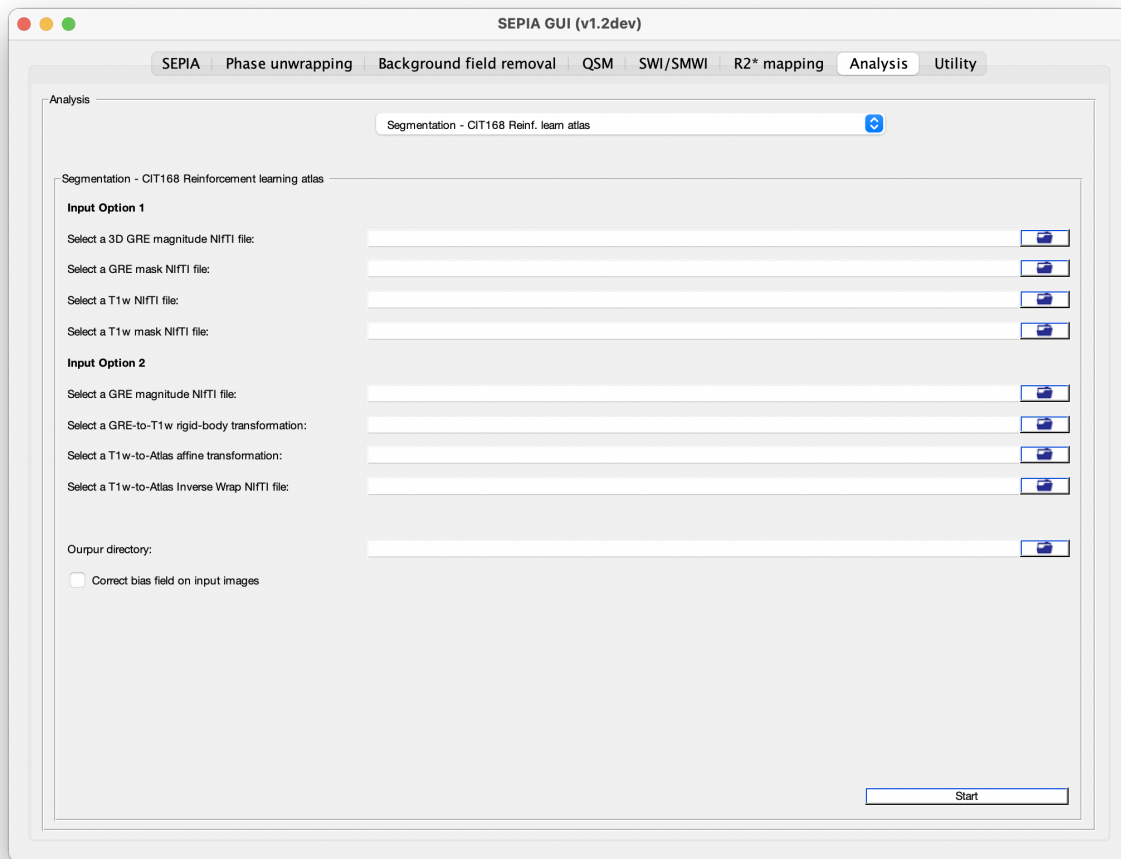 SEPIA GUI (v1.2dev)
SEPIA Phase unwrapping Background field removal QSM SWI/SMWI R2* mapping Analysis Utility
Analysis
Segmentation - CIT168 Reinf. learn atlas
Segmentation - CIT168 Reinforcement learning atlas
Input Option 1
Select a 3D GRE magnitude NIfTI file:
Select a GRE mask NIfTI file:
Select a T1w NIfTI file:
Select a T1w mask NIfTI file:
Input Option 2
Select a GRE magnitude NIfTI file:
Select a GRE-to-T1w rigid-body transformation:
Select a T1w-to-Atlas affine transformation:
Select a T1w-to-Atlas Inverse Wrap NIfTI file:
Ourpur directory:
Correct bias field on input images
Start